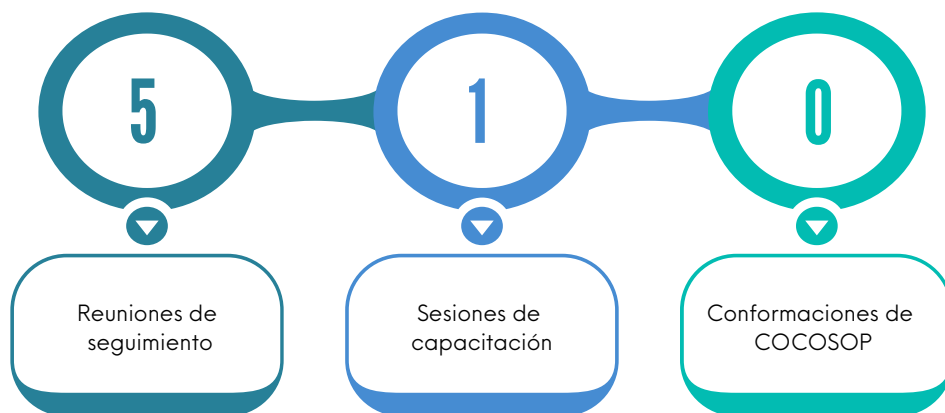 5
1
0
Reuniones de
seguimiento
Sesiones de
capacitación
Conformaciones de
COCOSOP